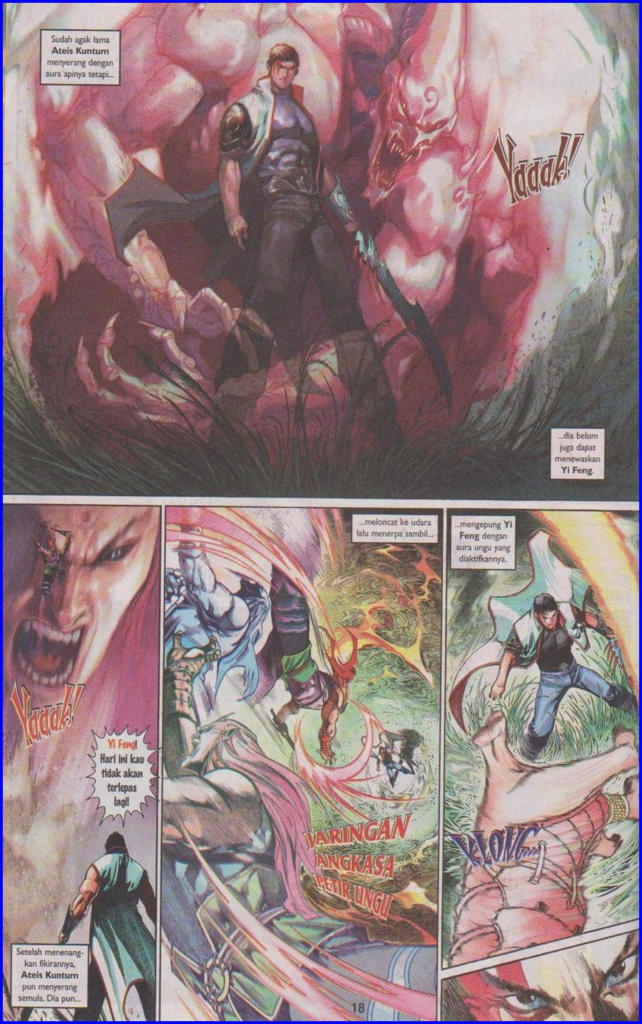 Sudah agak lama
Ateis Kuntum
menyerang dengan
aura apinya tetapi...
Yaaak!
...dia belum
juga dapat
menewaskan
Yi Feng.
Yaaak!
Yi Feng!
Hari ini kau
tidak akan
terlepas
lagi!
Setelah menenang-
kan fikirannya,
Ateis Kuntum
pun menyerang
semula. Dia pun...
...meloncat ke udara
lalu menerpa sambil...
JARINGAN
ANGKASA
PETIR UNGU
...mengepung Yi
Feng dengan
aura ungu yang
diaktifkannya.
KLONG
18